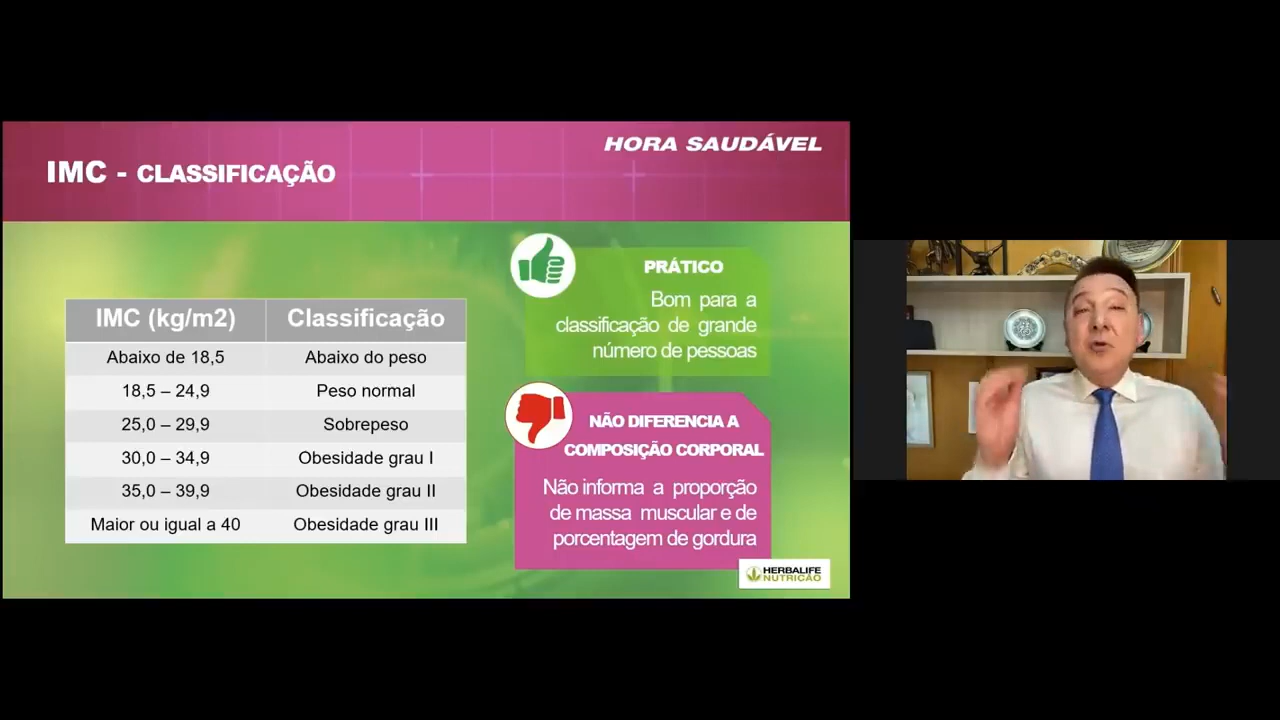 HORA SAUDÁVEL
IMC - CLASSIFICAÇÃO
IMC (kg/m2) Classificação
Abaixo de 18,5 Abaixo do peso
18,5 – 24,9 Peso normal
25,0 – 29,9 Sobrepeso
30,0 – 34,9 Obesidade grau I
35,0 – 39,9 Obesidade grau II
Maior ou igual a 40 Obesidade grau III
PRÁTICO
Bom para a
classificação de grande
número de pessoas
NÃO DIFERENCIA A
COMPOSIÇÃO CORPORAL
Não informa a proporção
de massa muscular e de
porcentagem de gordura
HERBALIFE
NUTRIÇÃO